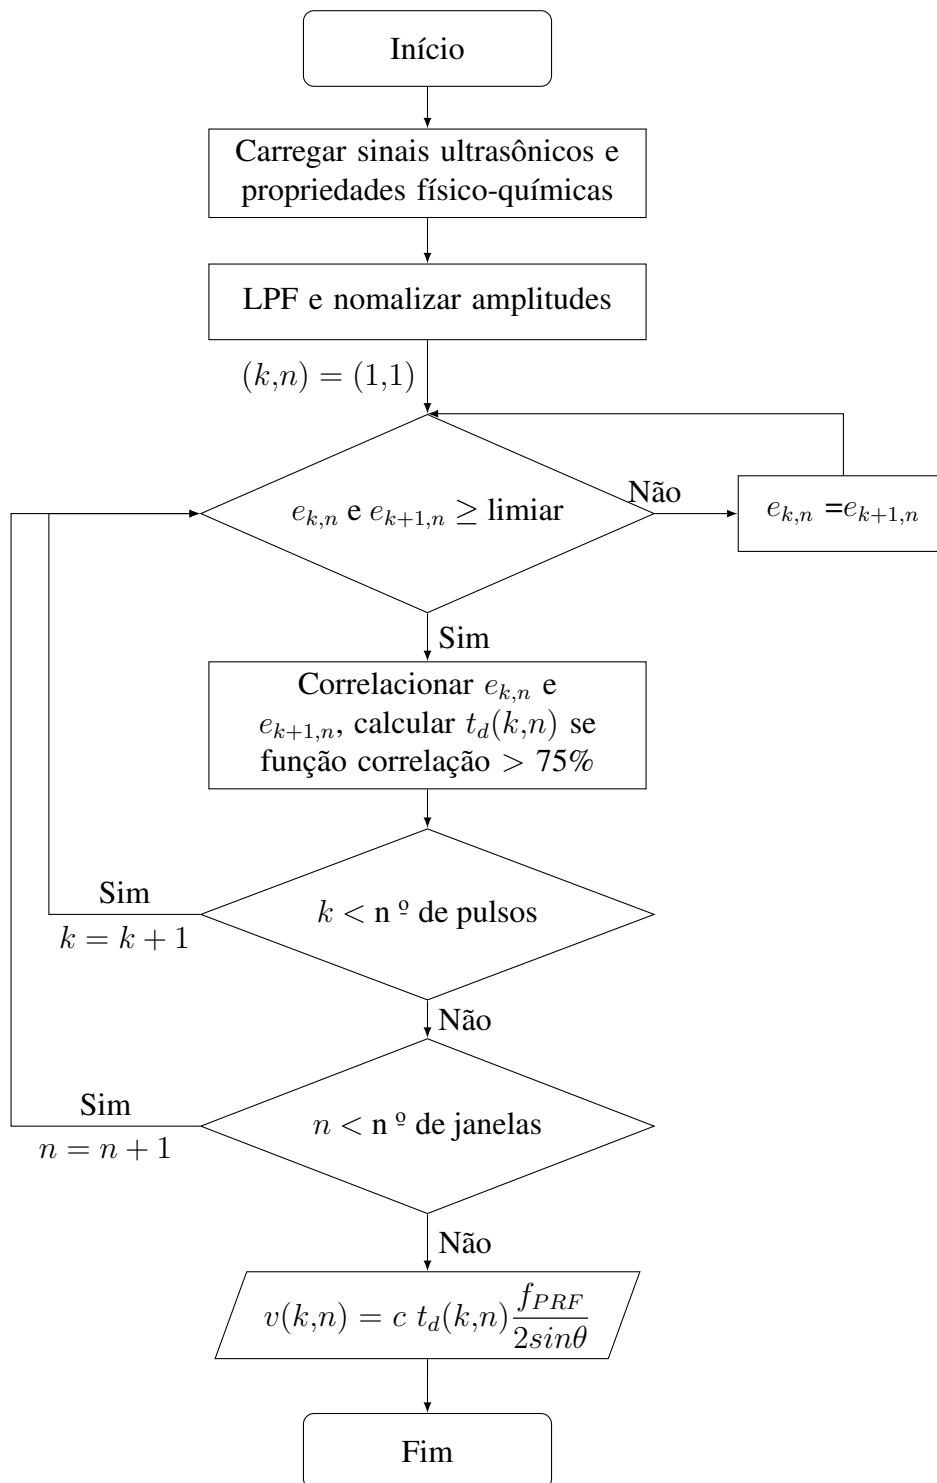 Início
Carregar sinais ultrasônicos e
propriedades físico-químicas
LPF e nomalizar amplitudes
(k,n) = (1,1)
e_{k,n} e e_{k+1,n} ≥ limiar
Não
e_{k,n} =e_{k+1,n}
Sim
Correlacionar e_{k,n} e
e_{k+1,n}, calcular t_d(k,n) se
função correlação > 75%
Sim
k < n º de pulsos
k = k + 1
Não
Sim
n < n º de janelas
n = n + 1
Não
v(k,n) = c t_d(k,n) \frac{f_{PRF}}{2sinθ}
Fim